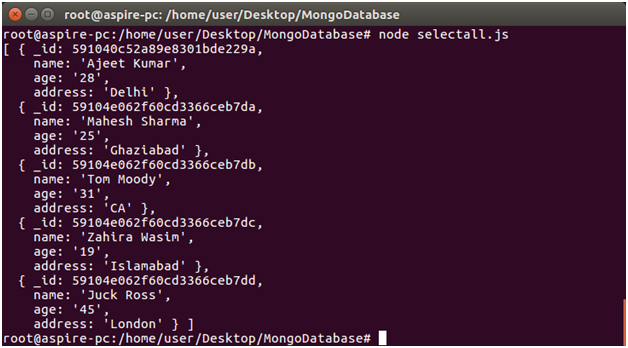 root@aspire-pc: /home/user/Desktop/MongoDatabase
root@aspire-pc:/home/user/Desktop/MongoDatabase# node selectall.js
[ { _id: 591040c52a89e8301bde229a,
    name: 'Ajeet Kumar',
    age: '28',
    address: 'Delhi' },
  { _id: 59104e062f60cd3366ceb7da,
    name: 'Mahesh Sharma',
    age: '25',
    address: 'Ghaziabad' },
  { _id: 59104e062f60cd3366ceb7db,
    name: 'Tom Moody',
    age: '31',
    address: 'CA' },
  { _id: 59104e062f60cd3366ceb7dc,
    name: 'Zahira Wasim',
    age: '19',
    address: 'Islamabad' },
  { _id: 59104e062f60cd3366ceb7dd,
    name: 'Juck Ross',
    age: '45',
    address: 'London' } ]
root@aspire-pc:/home/user/Desktop/MongoDatabase#